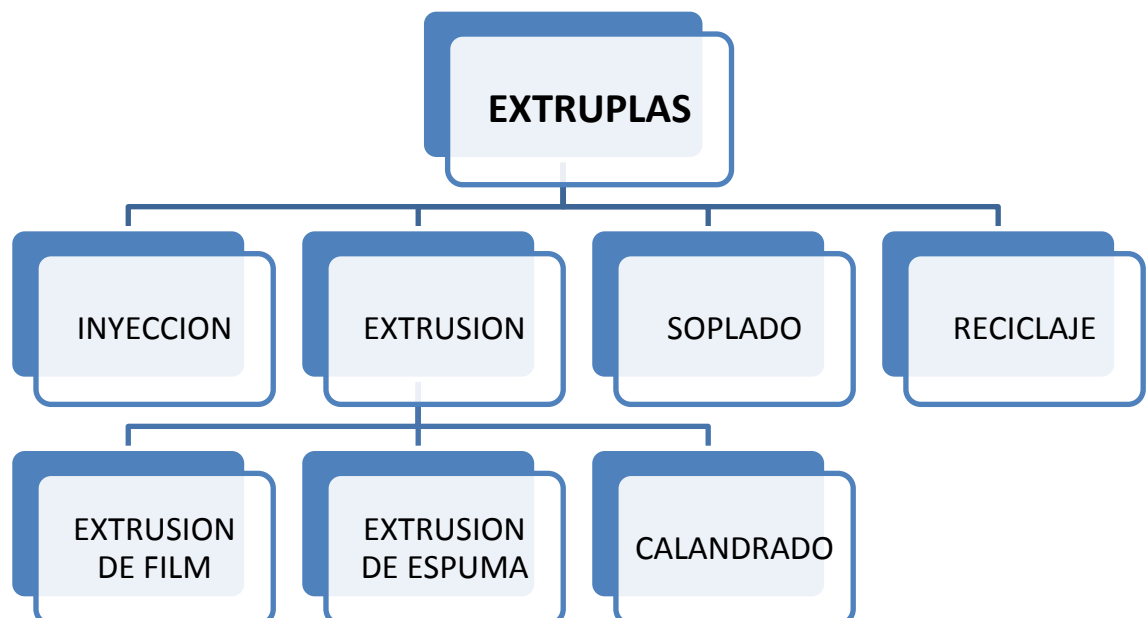 EXTRUPLAS
INYECCION
EXTRUSION
SOPLADO
RECICLAJE
EXTRUSION
DE FILM
EXTRUSION
DE ESPUMA
CALANDRADO